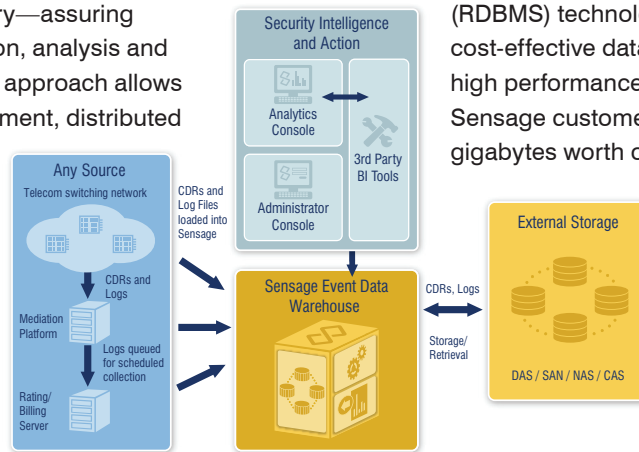 ry—assuring
on, analysis and
approach allows
ment, distributed
(RDBMS) technolo
cost-effective data
high performance
Sensage custome
gigabytes worth o
Security Intelligence
and Action
Analytics
Console
3rd Party
BI Tools
Administrator
Console
Any Source
Telecom switching network
CDRs and
Logs
Mediation
Platform
Logs queued
for scheduled
collection
Rating/
Billing
Server
CDRs and
Log Files
loaded into
Sensage
Sensage Event Data
Warehouse
CDRs, Logs
Storage/
Retrieval
External Storage
DAS / SAN / NAS / CAS